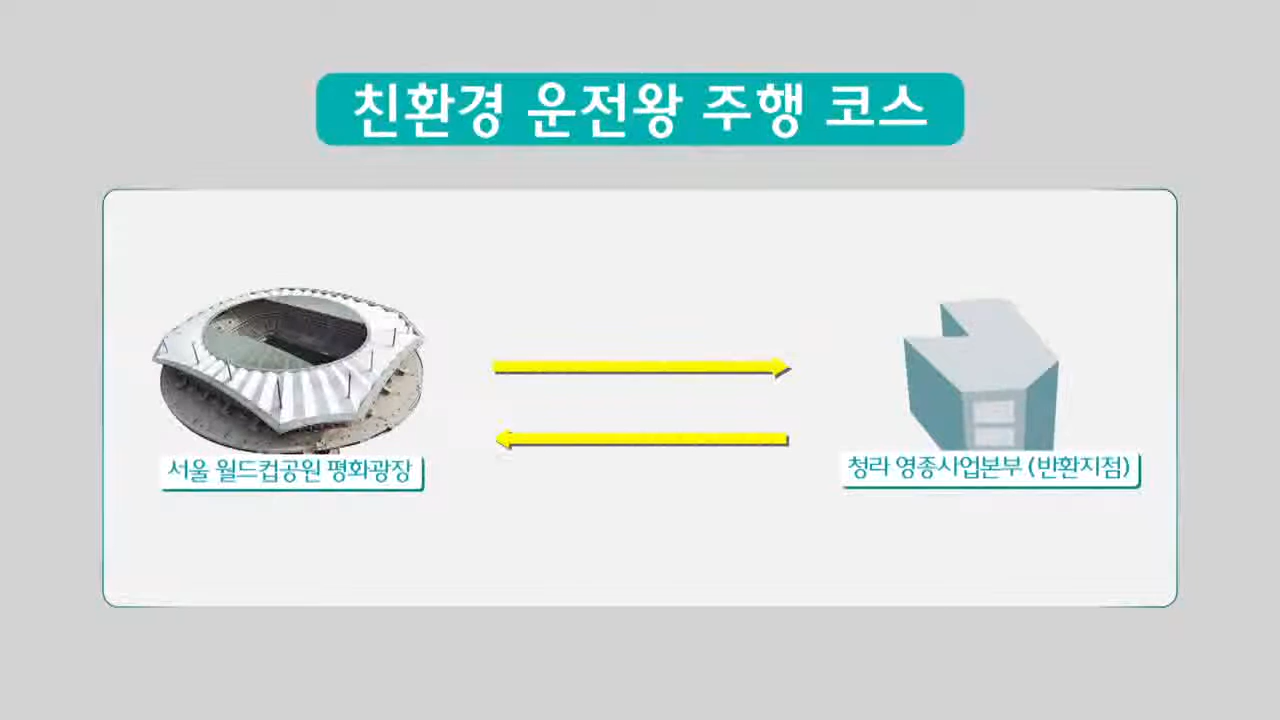 친환경 운전왕 주행 코스
서울 월드컵공원 평화광장
청라 영종사업본부 (반환지점)